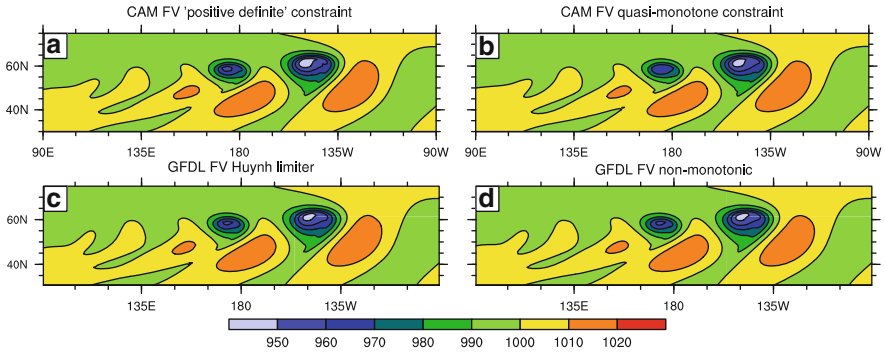 CAM FV 'positive definite' constraint
CAM FV quasi-monotone constraint
a
b
60N
40N
60N
40N
90E 135E 180 135W 90W
90E 135E 180 135W 90W
GFDL FV Huynh limiter
GFDL FV non-monotonic
c
d
60N
40N
60N
40N
135E 180 135W
135E 180 135W
950 960 970 980 990 1000 1010 1020